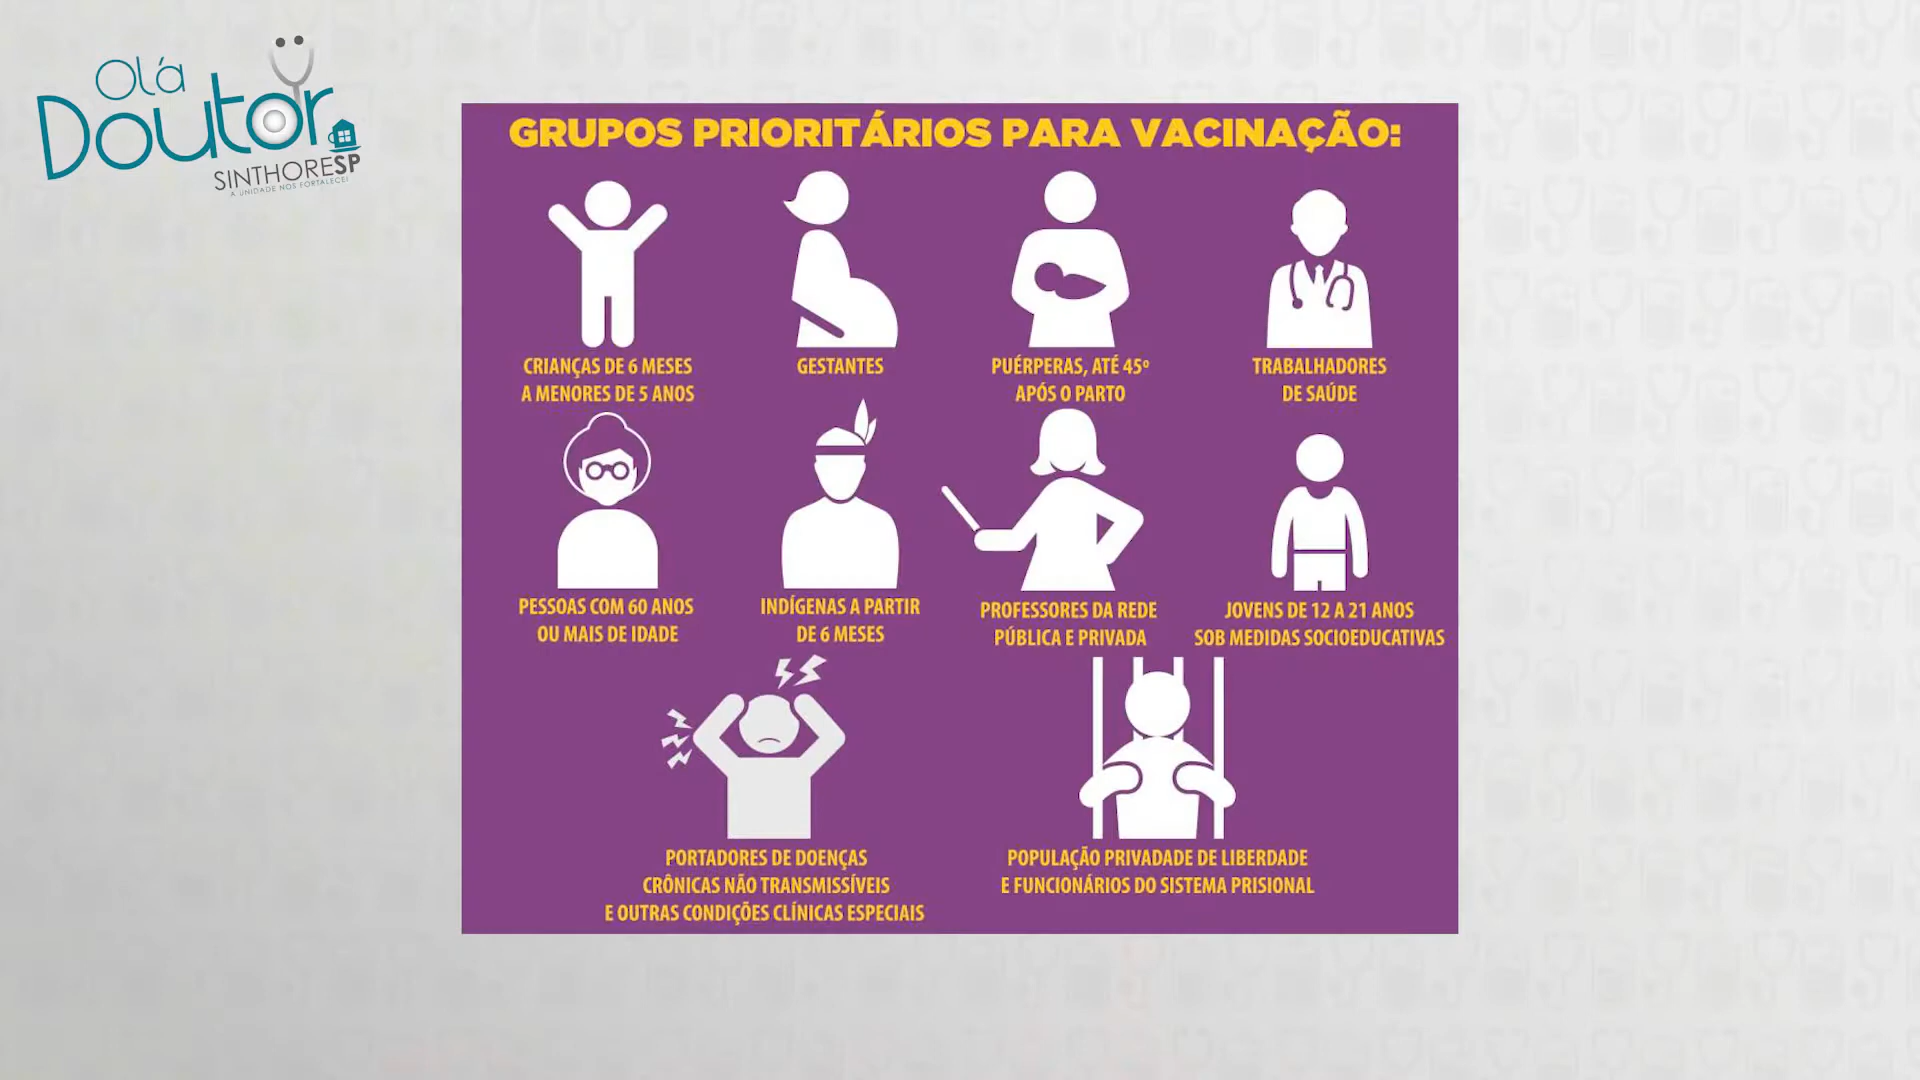 Olá
Doutor
SINTHORESP
A UNIDADE NOS FORTALECE!
GRUPOS PRIORITÁRIOS PARA VACINAÇÃO:
CRIANÇAS DE 6 MESES
A MENORES DE 5 ANOS
GESTANTES
PUÉRPERAS, ATÉ 45º
APÓS O PARTO
TRABALHADORES
DE SAÚDE
PESSOAS COM 60 ANOS
OU MAIS DE IDADE
INDÍGENAS A PARTIR
DE 6 MESES
PROFESSORES DA REDE
PÚBLICA E PRIVADA
JOVENS DE 12 A 21 ANOS
SOB MEDIDAS SOCIOEDUCATIVAS
PORTADORES DE DOENÇAS
CRÔNICAS NÃO TRANSMISSÍVEIS
E OUTRAS CONDIÇÕES CLÍNICAS ESPECIAIS
POPULAÇÃO PRIVADADE DE LIBERDADE
E FUNCIONÁRIOS DO SISTEMA PRISIONAL